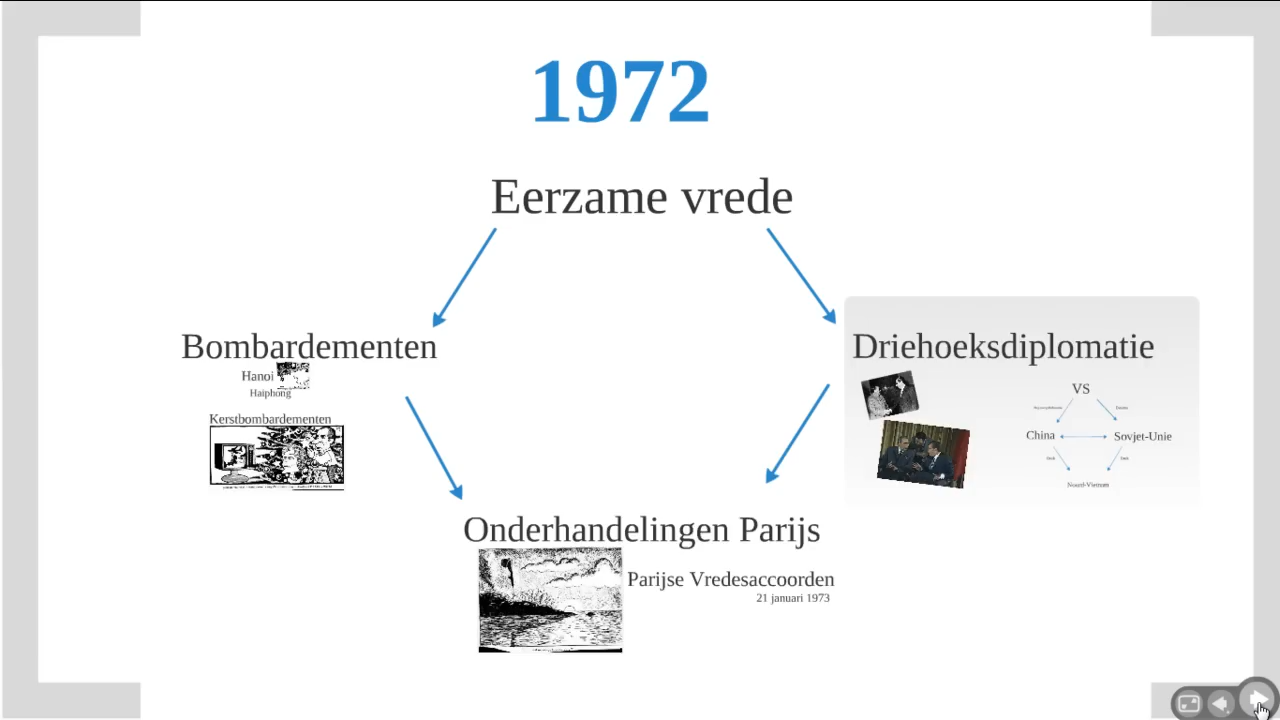 1972
Eerzame vrede
Bombardementen
Hanoi
Haiphong
Kerstbombardementen
Driehoeksdiplomatie
VS
China
Sovjet-Unie
Noord-Vietnam
Onderhandelingen Parijs
Parijse Vredesaccoorden
21 januari 1973